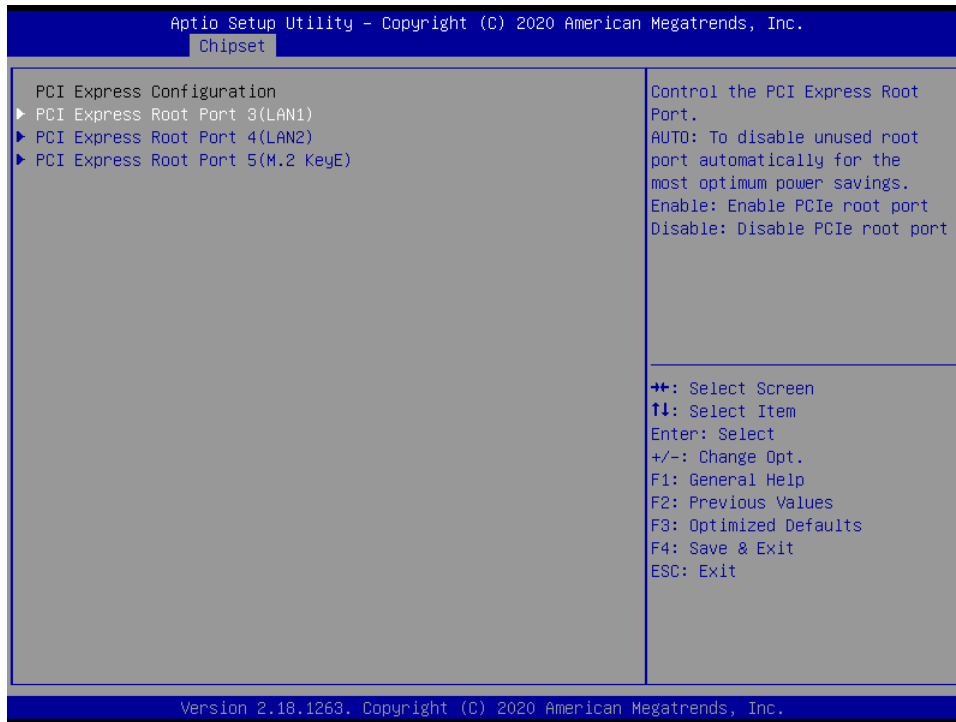 Aptio Setup Utility – Copyright (C) 2020 American Megatrends, Inc.
Chipset
PCI Express Configuration
PCI Express Root Port 3(LAN1)
PCI Express Root Port 4(LAN2)
PCI Express Root Port 5(M.2 KeyE)
Control the PCI Express Root
Port.
AUTO: To disable unused root
port automatically for the
most optimum power savings.
Enable: Enable PCIe root port
Disable: Disable PCIe root port
→←: Select Screen
↑↓: Select Item
Enter: Select
+/-: Change Opt.
F1: General Help
F2: Previous Values
F3: Optimized Defaults
F4: Save & Exit
ESC: Exit
Version 2.18.1263. Copyright (C) 2020 American Megatrends, Inc.